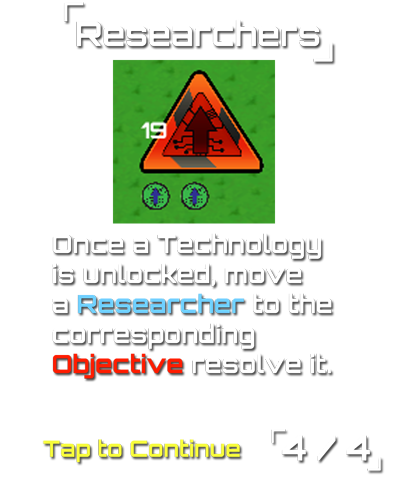 Researchers
19
Once a Technology
is unlocked, move
a Researcher to the
corresponding
Objective resolve it.
Tap to Continue
4 / 4